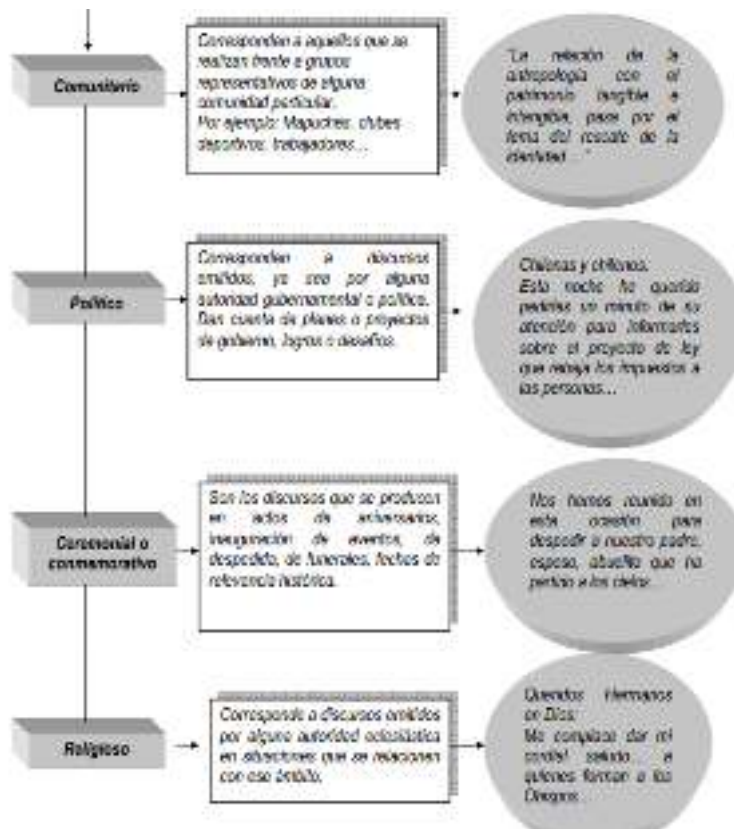 Comunitario
Corresponden a aquellos que se
realizan frente a grupos
representativos de alguna
comunidad particular.
Por ejemplo: Mapuches, clubes
deportivos, trabajadores…
"La relación de la
antropología con el
patrimonio tangible e
intangible, pasa por el
tema del rescate de la
identidad…"
Político
Corresponden a discursos
emitidos, ya sea por alguna
autoridad gubernamental o política.
Dan cuenta de planes o proyectos
de gobierno, logros o desafíos.
Chilenas y chilenos,
Esta noche he querido
pedirles un minuto de su
atención para informarles
sobre el proyecto de ley
que rebaja los impuestos a
las personas…
Ceremonial o
conmemorativo
Son los discursos que se producen
en actos de aniversarios,
inauguración de eventos, de
despedida, de funerales, fechas de
relevancia histórica.
Nos hemos reunido en
esta ocasión para
despedir a nuestro padre,
esposo, abuelito que ha
partido a los cielos…
Religioso
Corresponde a discursos emitidos
por alguna autoridad eclesiástica
en situaciones que se relacionan
con ese ámbito.
Queridos Hermanos
en Dios:
Me complace dar mi
cordial saludo… a
quienes forman a los
Diáconos…